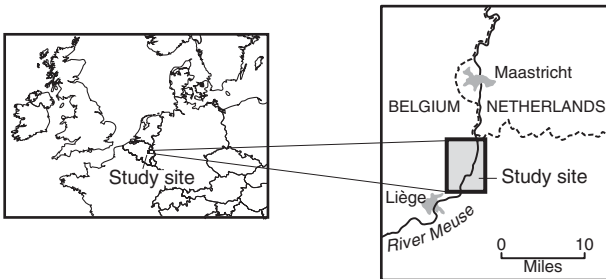 Study site
Maastricht
BELGIUM NETHERLANDS
Study site
Liège
River Meuse
0 10
Miles